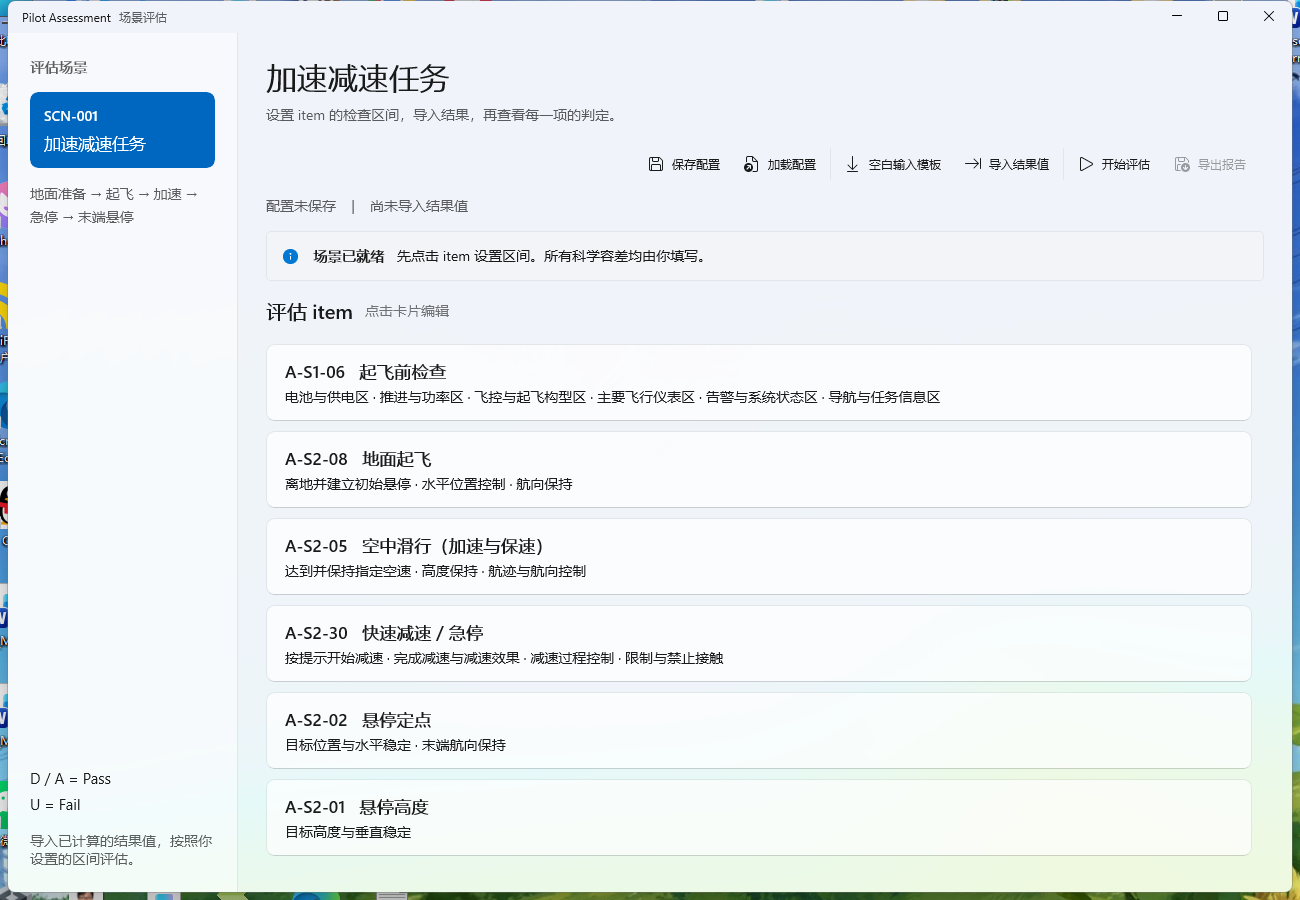 Pilot Assessment 场景评估
评估场景
SCN-001
加速减速任务
地面准备 → 起飞 → 加速 →
急停 → 末端悬停
D / A = Pass
U = Fail
导入已计算的结果值，按照你
设置的区间评估。
加速减速任务
设置 item 的检查区间，导入结果，再查看每一项的判定。
保存配置 加载配置 空白输入模板 导入结果值 开始评估 导出报告
配置未保存 | 尚未导入结果值
场景已就绪 先点击 item 设置区间。所有科学容差均由你填写。
评估 item 点击卡片编辑
A-S1-06 起飞前检查
电池与供电区 · 推进与功率区 · 飞控与起飞构型区 · 主要飞行仪表区 · 告警与系统状态区 · 导航与任务信息区
A-S2-08 地面起飞
离地并建立初始悬停 · 水平位置控制 · 航向保持
A-S2-05 空中滑行（加速与保速）
达到并保持指定空速 · 高度保持 · 航迹与航向控制
A-S2-30 快速减速 / 急停
按提示开始减速 · 完成减速与减速效果 · 减速过程控制 · 限制与禁止接触
A-S2-02 悬停定点
目标位置与水平稳定 · 末端航向保持
A-S2-01 悬停高度
目标高度与垂直稳定